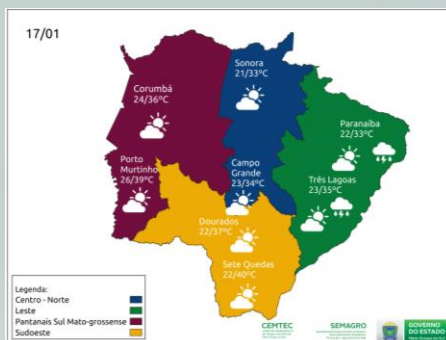 17/01
Sonora
21/33°C
Corumbá
24/36°C
Paranaíba
22/33°C
Porto
Murtinho
26/39°C
Campo
Grande
23/34°C
Três Lagoas
23/35°C
Dourados
22/37°C
Sete Quedas
22/40°C
Legenda:
Centro - Norte
Leste
Pantanais Sul Mato-grossense
Sudoeste
CEMTEC
SEMAGRO
GOVERNO
DO ESTADO